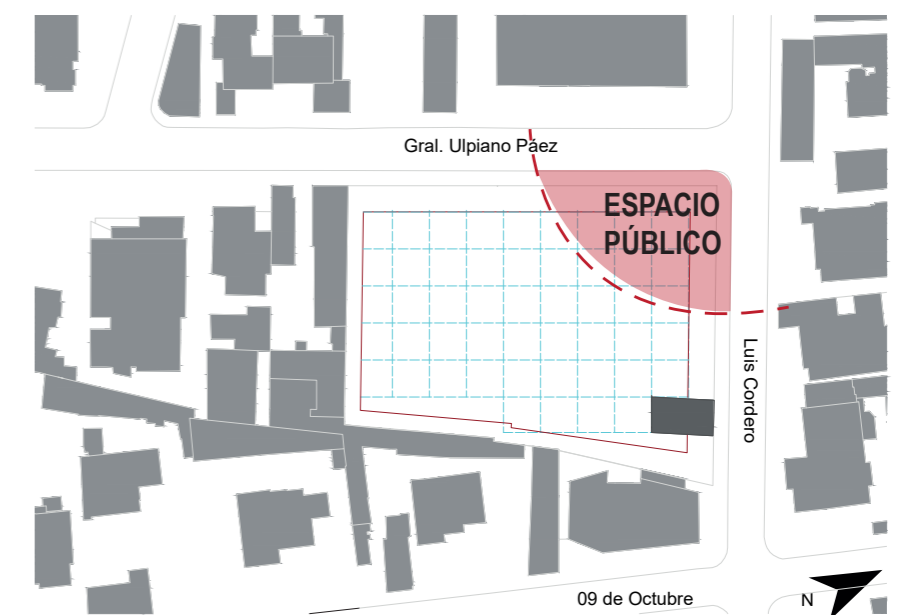 Gral. Ulpiano Páez
ESPACIO
PÚBLICO
Luis Cordero
09 de Octubre
N